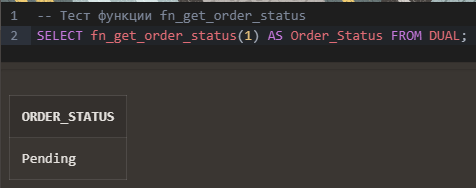 1 -- Тест функции fn_get_order_status
2 SELECT fn_get_order_status(1) AS Order_Status FROM DUAL;
ORDER_STATUS
Pending